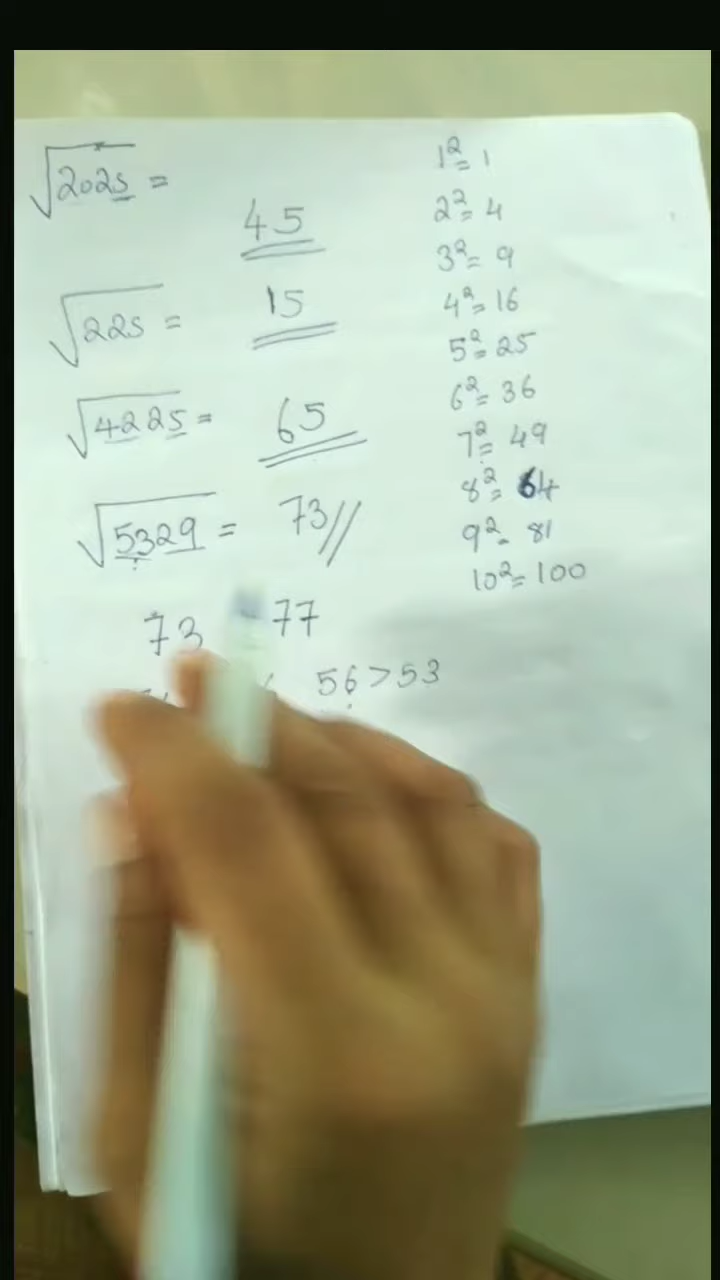 √2025 =
45
√225 = 15
√4225 = 65
√5329 = 73//
73 77
56 > 53
1² = 1
2² = 4
3² = 9
4² = 16
5² = 25
6² = 36
7² = 49
8² = 64
9² = 81
10² = 100